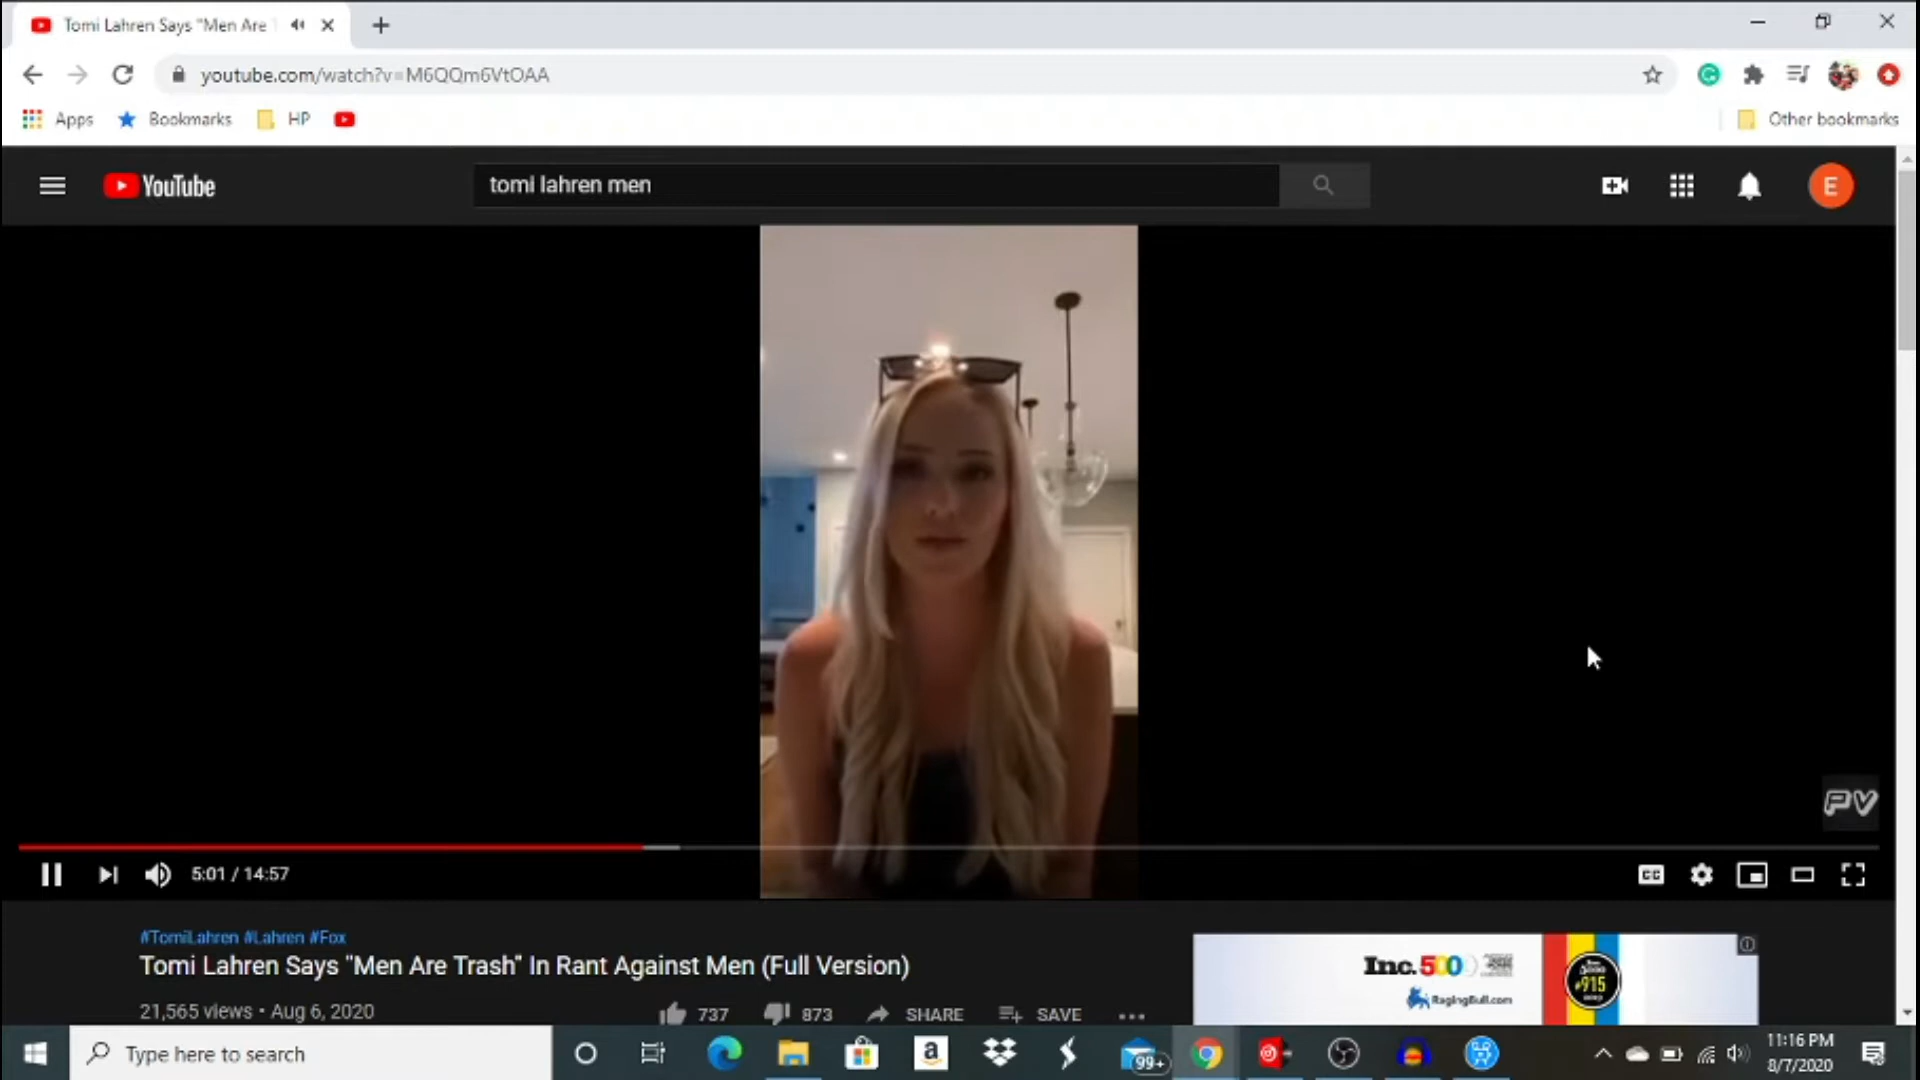 Tomi Lahren Says "Men Are
youtube.com/watch?v=M6QQm6VtOAA
Apps Bookmarks HP Other bookmarks
YouTube tomi lahren men E
PV
5:01 / 14:57 CC
#TomiLahren #Lahren #Fox
Tomi Lahren Says "Men Are Trash" In Rant Against Men (Full Version)
21,565 views • Aug 6, 2020 737 873 SHARE SAVE
Inc. 5000
#915
RagingBull.com
Type here to search
a
99+
11:16 PM
8/7/2020